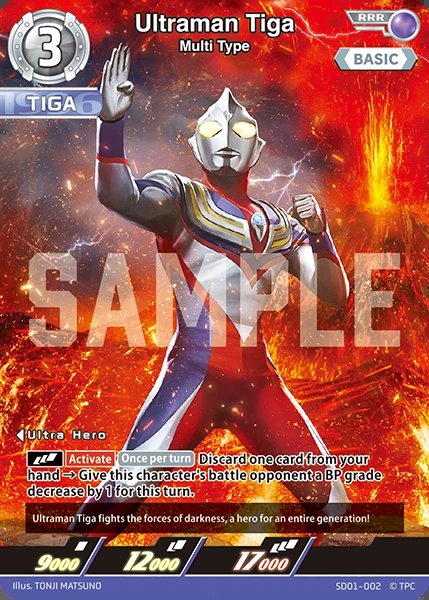 Ultraman Tiga
Multi Type
RRR
3
BASIC
1996
TIGA
SAMPLE
Ultra Hero
Activate Once per turn Discard one card from your
hand → Give this character's battle opponent a BP grade
decrease by 1 for this turn.
Ultraman Tiga fights the forces of darkness, a hero for an entire generation!
9000 12000 17000
Illus. TONJI MATSUNO SD01-002 © TPC